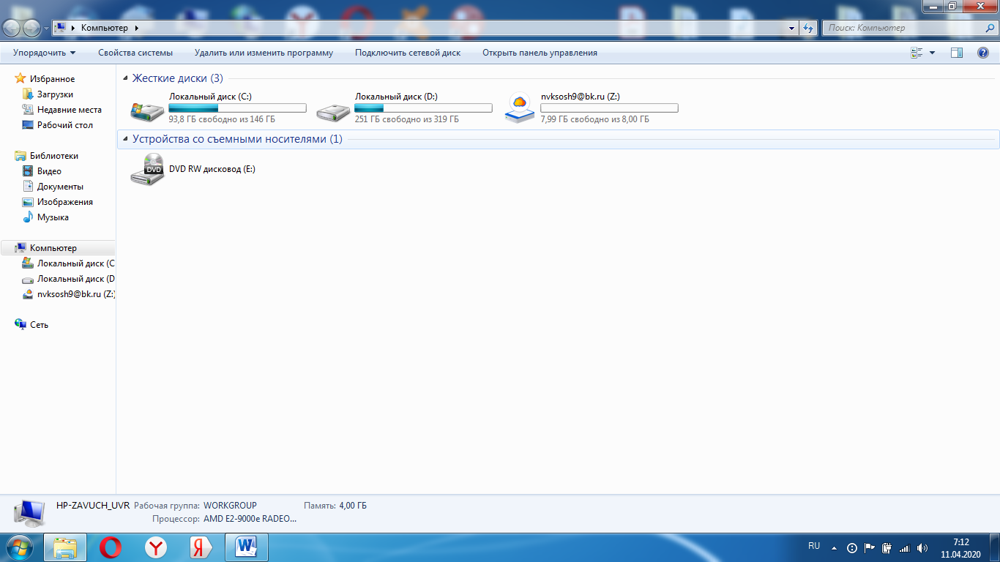 Компьютер
Поиск: Компьютер
Упорядочить Свойства системы Удалить или изменить программу Подключить сетевой диск Открыть панель управления
Избранное
Загрузки
Недавние места
Рабочий стол
Библиотеки
Видео
Документы
Изображения
Музыка
Компьютер
Локальный диск (C
Локальный диск (D
nvksosh9@bk.ru (Z:)
Сеть
Жесткие диски (3)
Локальный диск (C:)
93,8 ГБ свободно из 146 ГБ
Локальный диск (D:)
251 ГБ свободно из 319 ГБ
nvksosh9@bk.ru (Z:)
7,99 ГБ свободно из 8,00 ГБ
Устройства со съемными носителями (1)
DVD
DVD RW дисковод (E:)
HP-ZAVUCH_UVR Рабочая группа: WORKGROUP Память: 4,00 ГБ
Процессор: AMD E2-9000e RADEO...
RU
7:12
11.04.2020